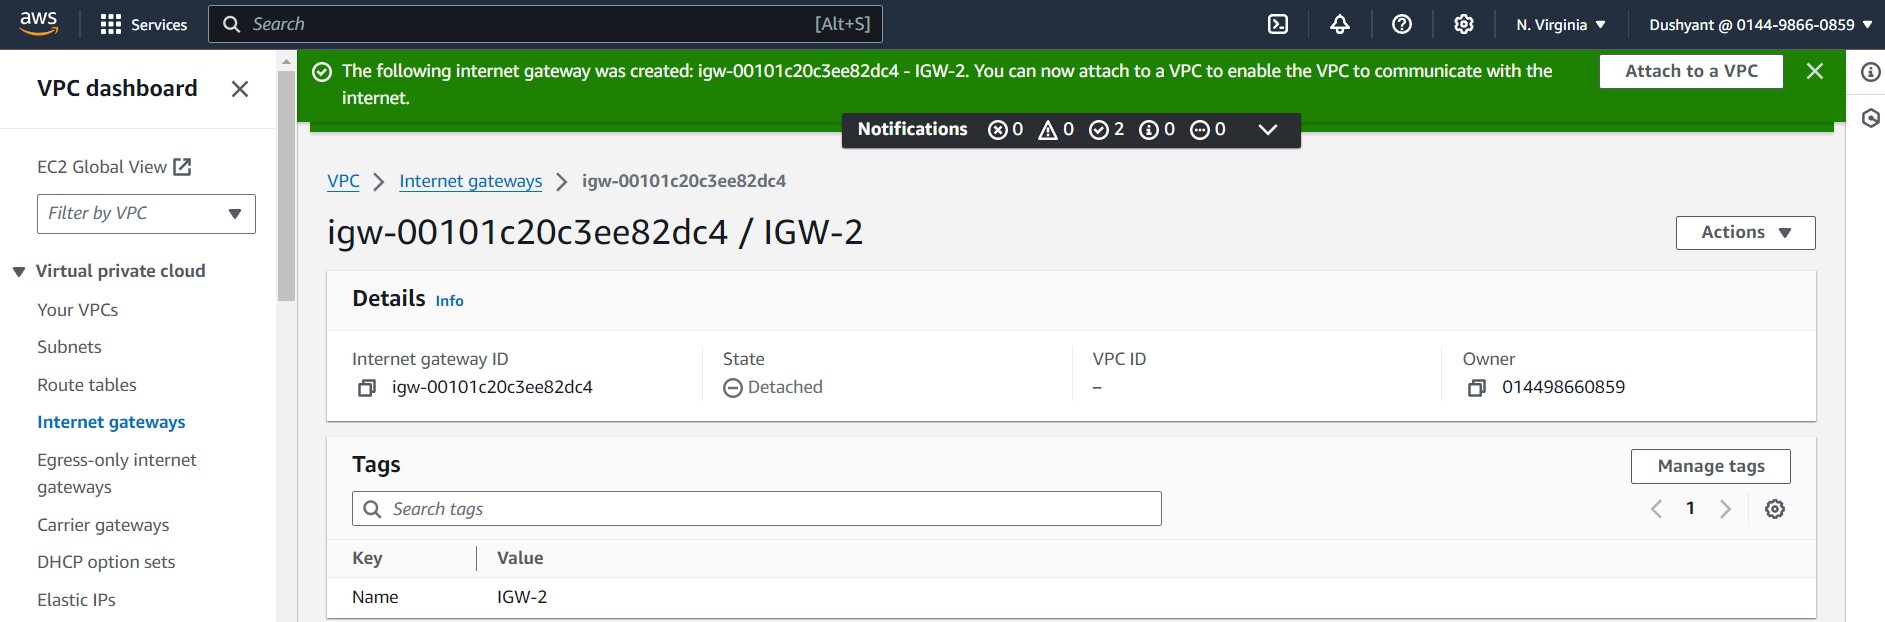 aws
Services
Search [Alt+S]
N. Virginia
Dushyant @ 0144-9866-0859
VPC dashboard
EC2 Global View
Filter by VPC
Virtual private cloud
Your VPCs
Subnets
Route tables
Internet gateways
Egress-only internet
gateways
Carrier gateways
DHCP option sets
Elastic IPs
The following internet gateway was created: igw-00101c20c3ee82dc4 - IGW-2. You can now attach to a VPC to enable the VPC to communicate with the
internet.
Attach to a VPC
Notifications 0 0 2 0 0
VPC > Internet gateways > igw-00101c20c3ee82dc4
igw-00101c20c3ee82dc4 / IGW-2
Actions
Details Info
Internet gateway ID
igw-00101c20c3ee82dc4
State
Detached
VPC ID
–
Owner
014498660859
Tags
Manage tags
Search tags
1
Key Value
Name IGW-2